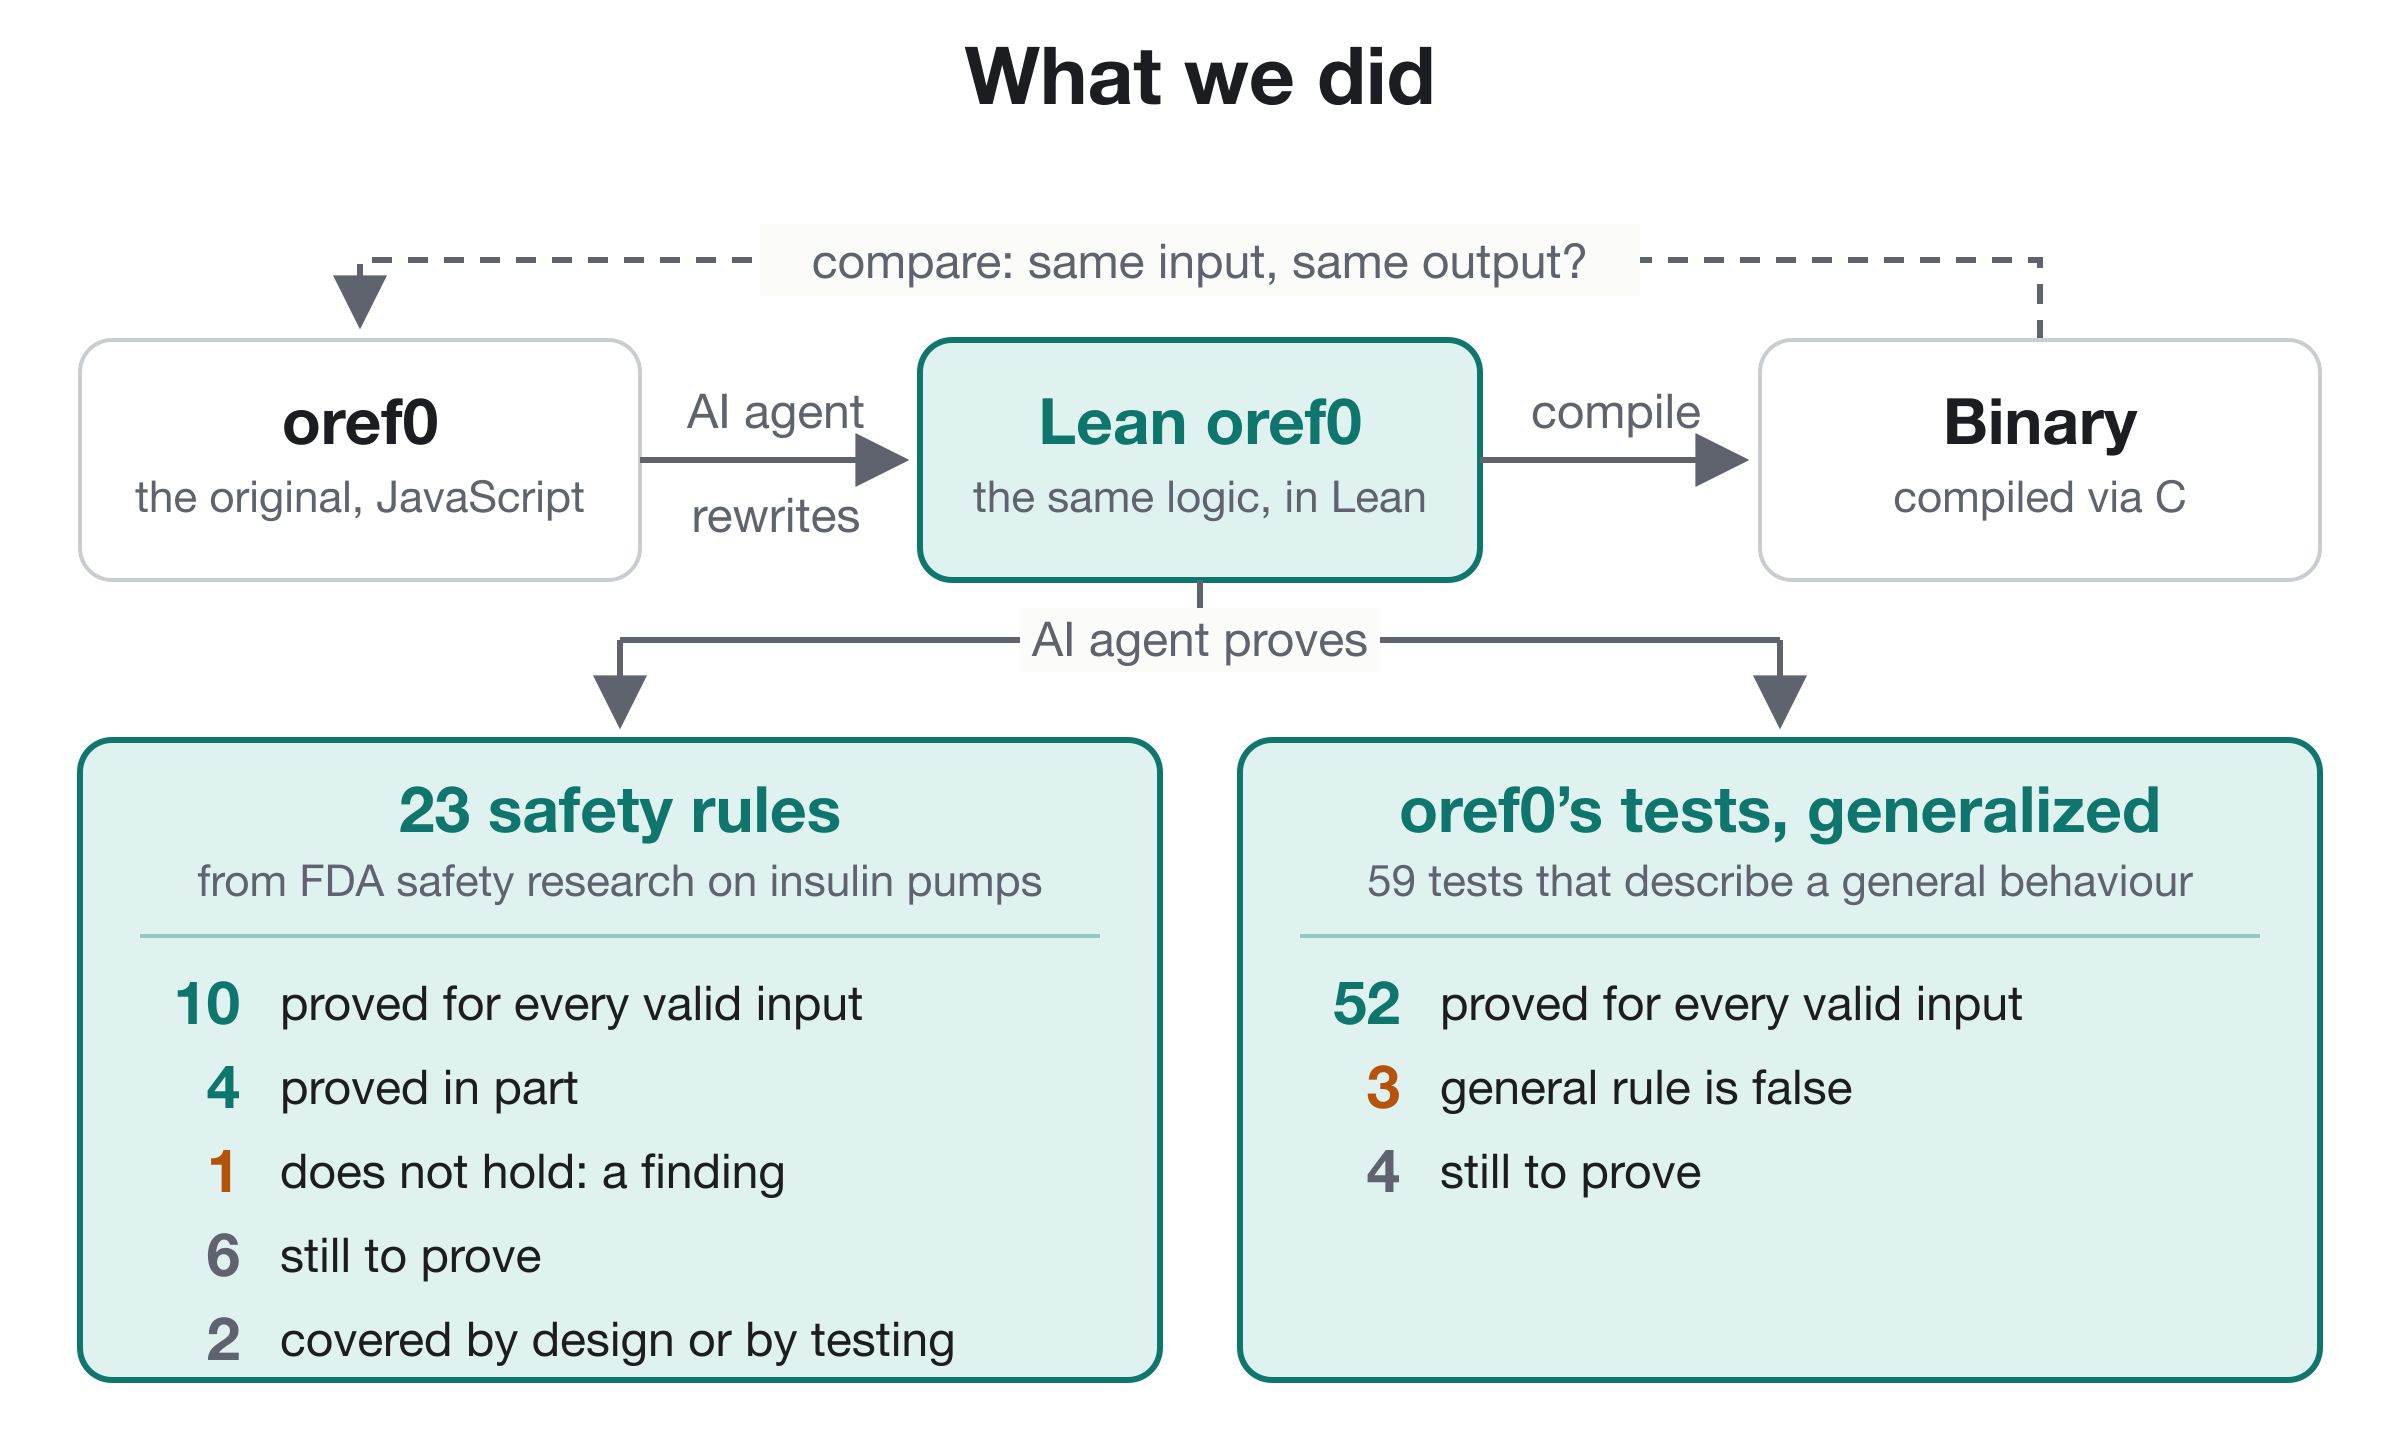 What we did
compare: same input, same output?
oref0
the original, JavaScript
AI agent
rewrites
Lean oref0
the same logic, in Lean
compile
Binary
compiled via C
AI agent proves
23 safety rules
from FDA safety research on insulin pumps
10 proved for every valid input
4 proved in part
1 does not hold: a finding
6 still to prove
2 covered by design or by testing
oref0’s tests, generalized
59 tests that describe a general behaviour
52 proved for every valid input
3 general rule is false
4 still to prove